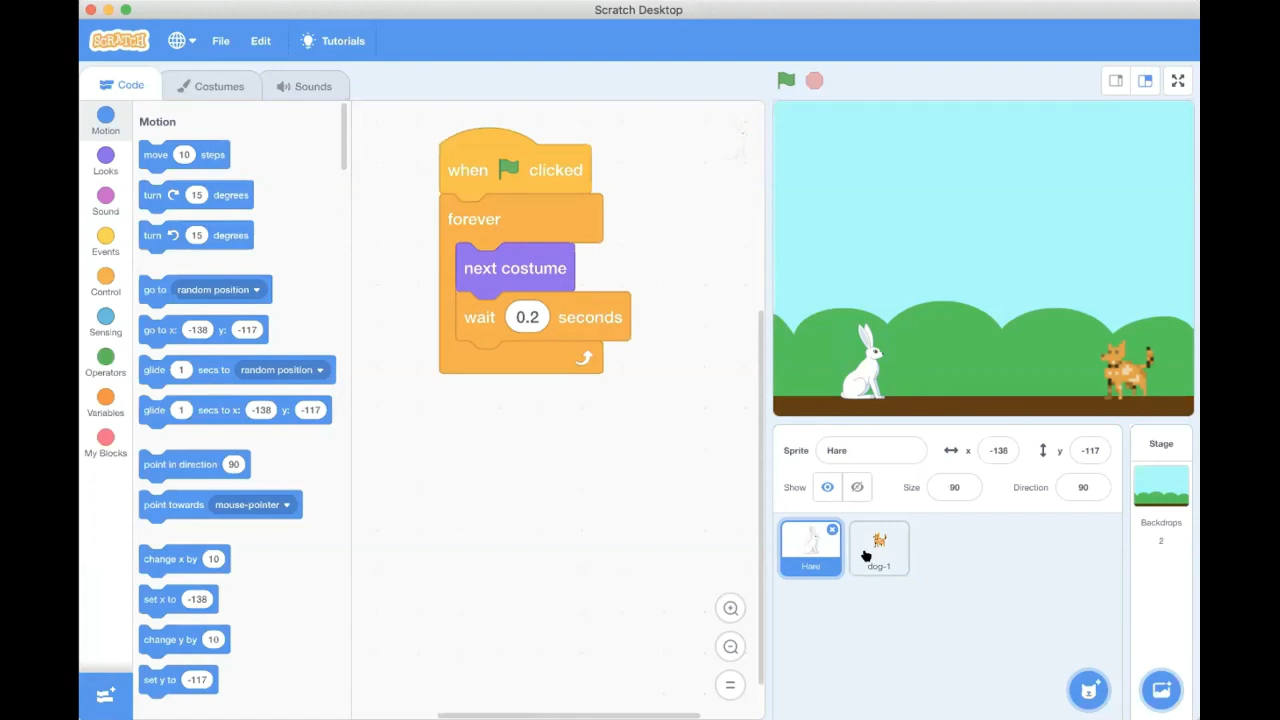 Scratch Desktop
SCRATCH File Edit Tutorials
Code Costumes Sounds
Motion
Looks
Sound
Events
Control
Sensing
Operators
Variables
My Blocks
Motion
move 10 steps
turn 15 degrees
turn 15 degrees
go to random position
go to x: -138 y: -117
glide 1 secs to random position
glide 1 secs to x: -138 y: -117
point in direction 90
point towards mouse-pointer
change x by 10
set x to -138
change y by 10
set y to -117
when clicked
forever
next costume
wait 0.2 seconds
Sprite Hare x -138 y -117
Show Size 90 Direction 90
Hare
dog-1
Stage
Backdrops
2